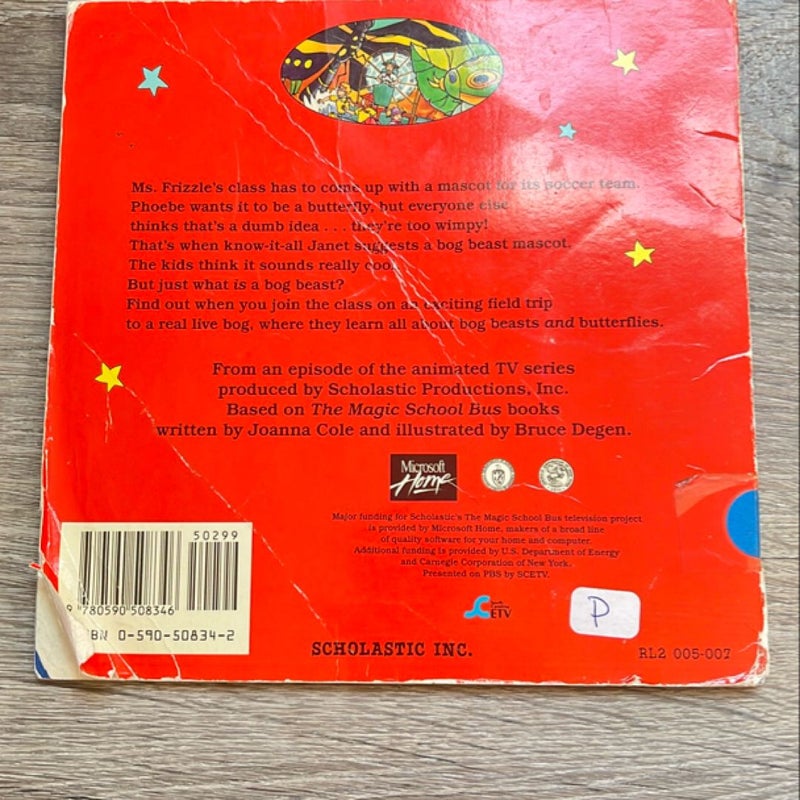 Ms. Frizzle's class has to come up with a mascot for its soccer team.
Phoebe wants it to be a butterfly, but everyone else
thinks that's a dumb idea . . . they're too wimpy!
That's when know-it-all Janet suggests a bog beast mascot.
The kids think it sounds really cool.
But just what is a bog beast?
Find out when you join the class on an exciting field trip
to a real live bog, where they learn all about bog beasts and butterflies.
From an episode of the animated TV series
produced by Scholastic Productions, Inc.
Based on The Magic School Bus books
written by Joanna Cole and illustrated by Bruce Degen.
Microsoft
Home
Major funding for Scholastic's The Magic School Bus television project
is provided by Microsoft Home, makers of a broad line
of quality software for your home and computer.
Additional funding is provided by U.S. Department of Energy
and Carnegie Corporation of New York.
Presented on PBS by SCETV.
50299
9 780590 508346
ISBN 0-590-50834-2
ETV
P
SCHOLASTIC INC.
RL2 005-007